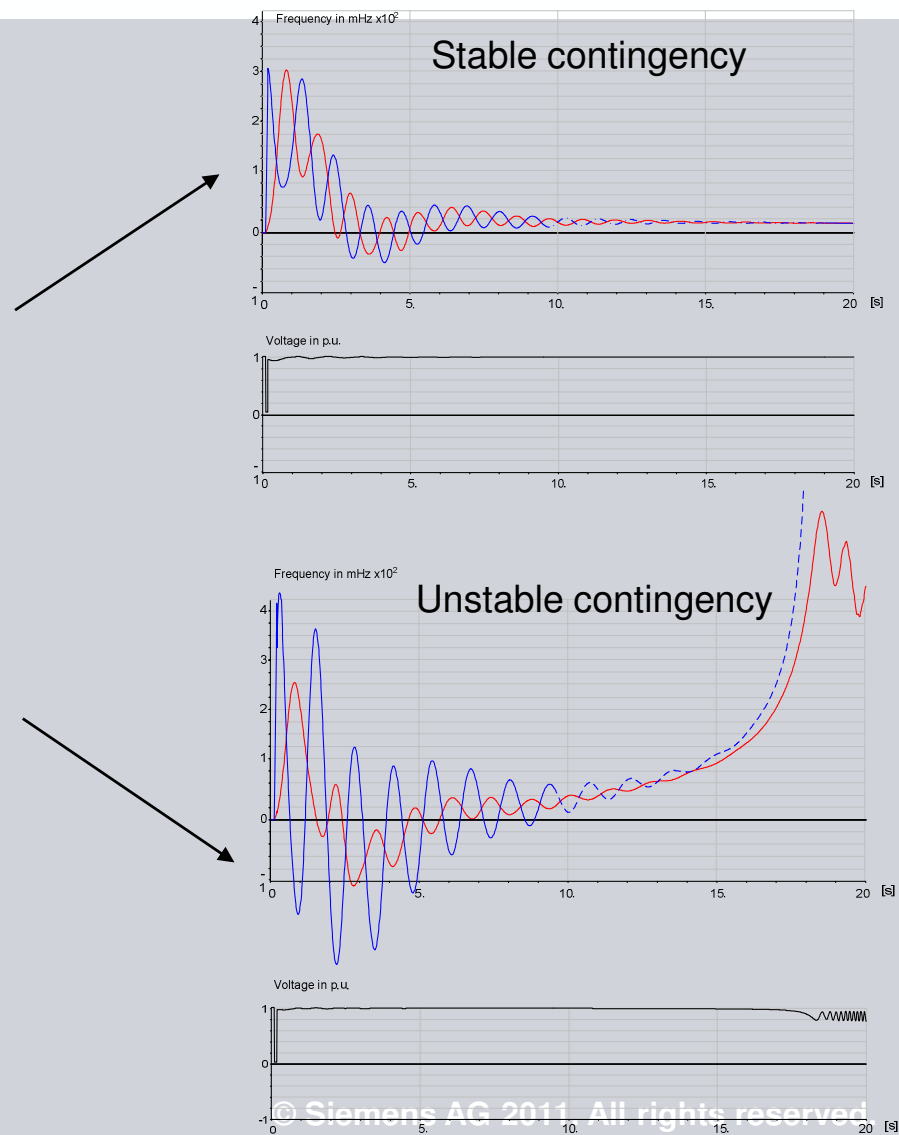 Frequency in mHz x10²
Stable contingency
4
3
2
1
0
-
1
0 5. 10. 15. 20 [s]
Voltage in p.u.
1
0
-
1
0 5. 10. 15. 20 [s]
Frequency in mHz x10²
Unstable contingency
4
3
2
1
0
-
1
0 5. 10. 15. 20 [s]
Voltage in p.u.
1
0
-1
© Siemens AG 2011. All rights reserved.
0 5. 10. 15. 20 [s]